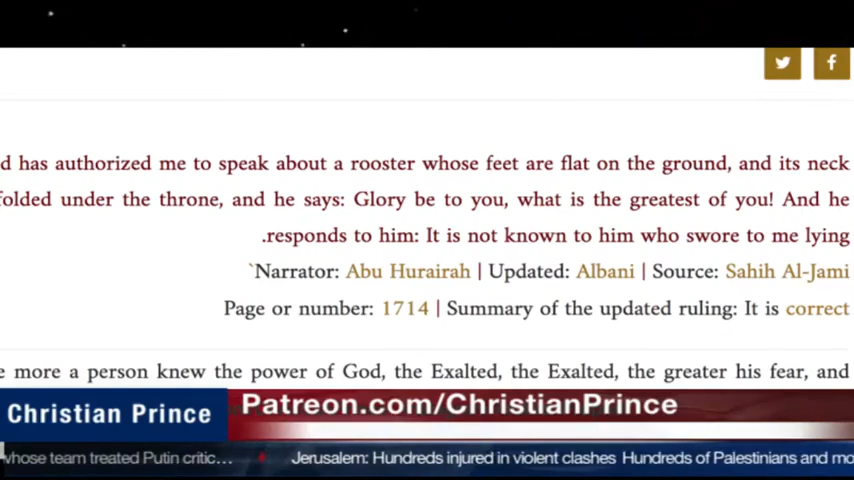 d has authorized me to speak about a rooster whose feet are flat on the ground, and its neck
folded under the throne, and he says: Glory be to you, what is the greatest of you! And he
.responds to him: It is not known to him who swore to me lying
`Narrator: Abu Hurairah | Updated: Albani | Source: Sahih Al-Jami
Page or number: 1714 | Summary of the updated ruling: It is correct
e more a person knew the power of God, the Exalted, the Exalted, the greater his fear, and
Christian Prince
Patreon.com/ChristianPrince
whose team treated Putin critic... Jerusalem: Hundreds injured in violent clashes Hundreds of Palestinians and mo